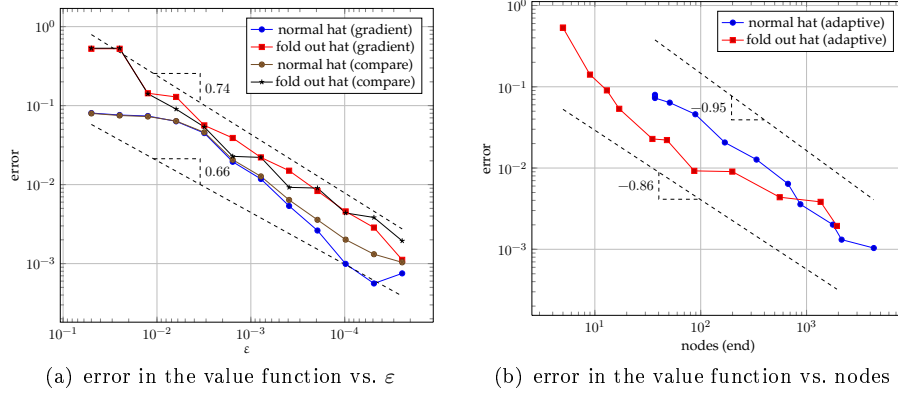 10^0
10^-1
10^-2
10^-3
error
10^-1
10^-2
10^-3
10^-4
ε
normal hat (gradient)
fold out hat (gradient)
normal hat (compare)
fold out hat (compare)
0.74
0.66
(a) error in the value function vs. ε
10^0
10^-1
10^-2
10^-3
error
10^1
10^2
10^3
nodes (end)
normal hat (adaptive)
fold out hat (adaptive)
−0.95
−0.86
(b) error in the value function vs. nodes